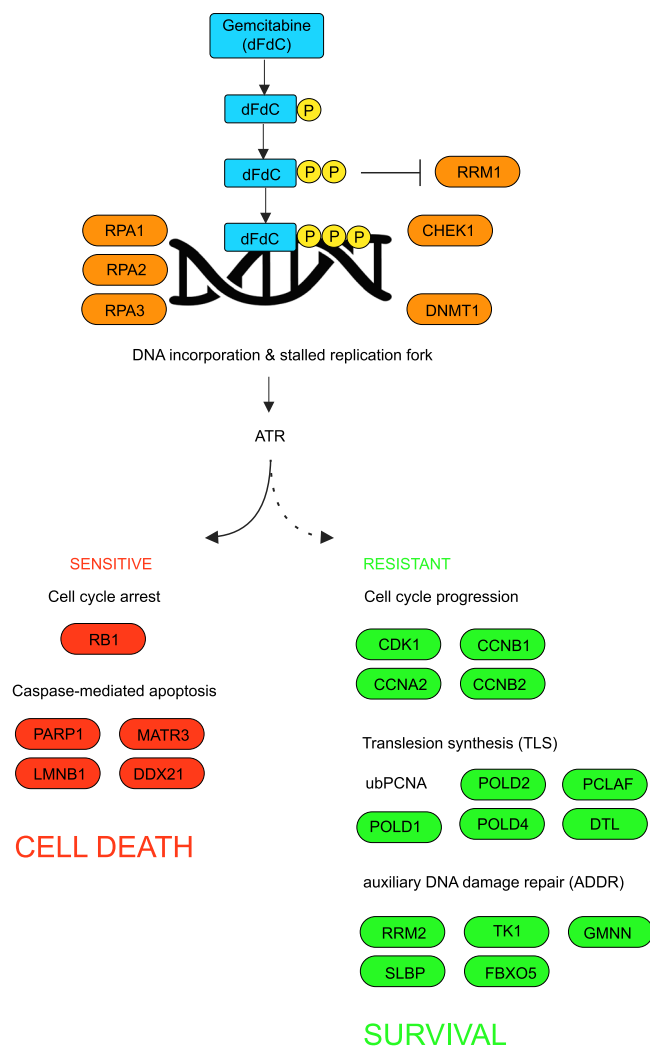 Gemcitabine
(dFdC)
dFdC P
dFdC P P
RRM1
RPA1
dFdC P P P
CHEK1
RPA2
RPA3
DNMT1
DNA incorporation & stalled replication fork
ATR
SENSITIVE
Cell cycle arrest
RB1
Caspase-mediated apoptosis
PARP1 MATR3
LMNB1 DDX21
CELL DEATH
RESISTANT
Cell cycle progression
CDK1 CCNB1
CCNA2 CCNB2
Translesion synthesis (TLS)
ubPCNA POLD2 PCLAF
POLD1 POLD4 DTL
auxiliary DNA damage repair (ADDR)
RRM2 TK1 GMNN
SLBP FBXO5
SURVIVAL